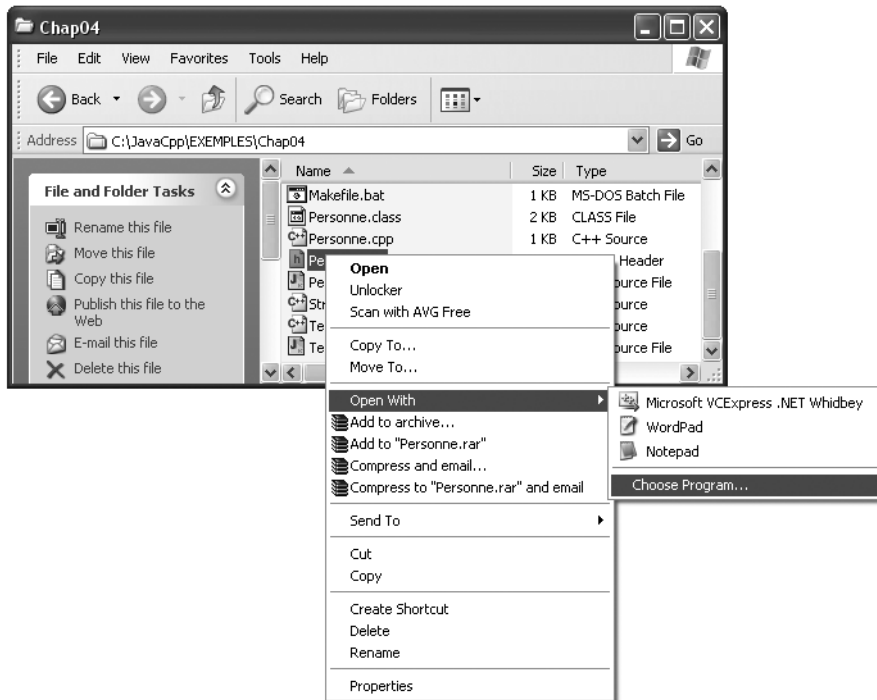 Chap04
File Edit View Favorites Tools Help
Back Search Folders
Address C:\JavaCpp\EXEMPLES\Chap04 Go
File and Folder Tasks
Rename this file
Move this file
Copy this file
Publish this file to the
Web
E-mail this file
Delete this file
Name Size Type
Makefile.bat 1 KB MS-DOS Batch File
Personne.class 2 KB CLASS File
Personne.cpp 1 KB C++ Source
Pe Header
Pe ource File
Str ource
Te ource
Te ource File
Open
Unlocker
Scan with AVG Free
Copy To...
Move To...
Open With
Add to archive...
Add to "Personne.rar"
Compress and email...
Compress to "Personne.rar" and email
Send To
Cut
Copy
Create Shortcut
Delete
Rename
Properties
Microsoft VCExpress .NET Whidbey
WordPad
Notepad
Choose Program...